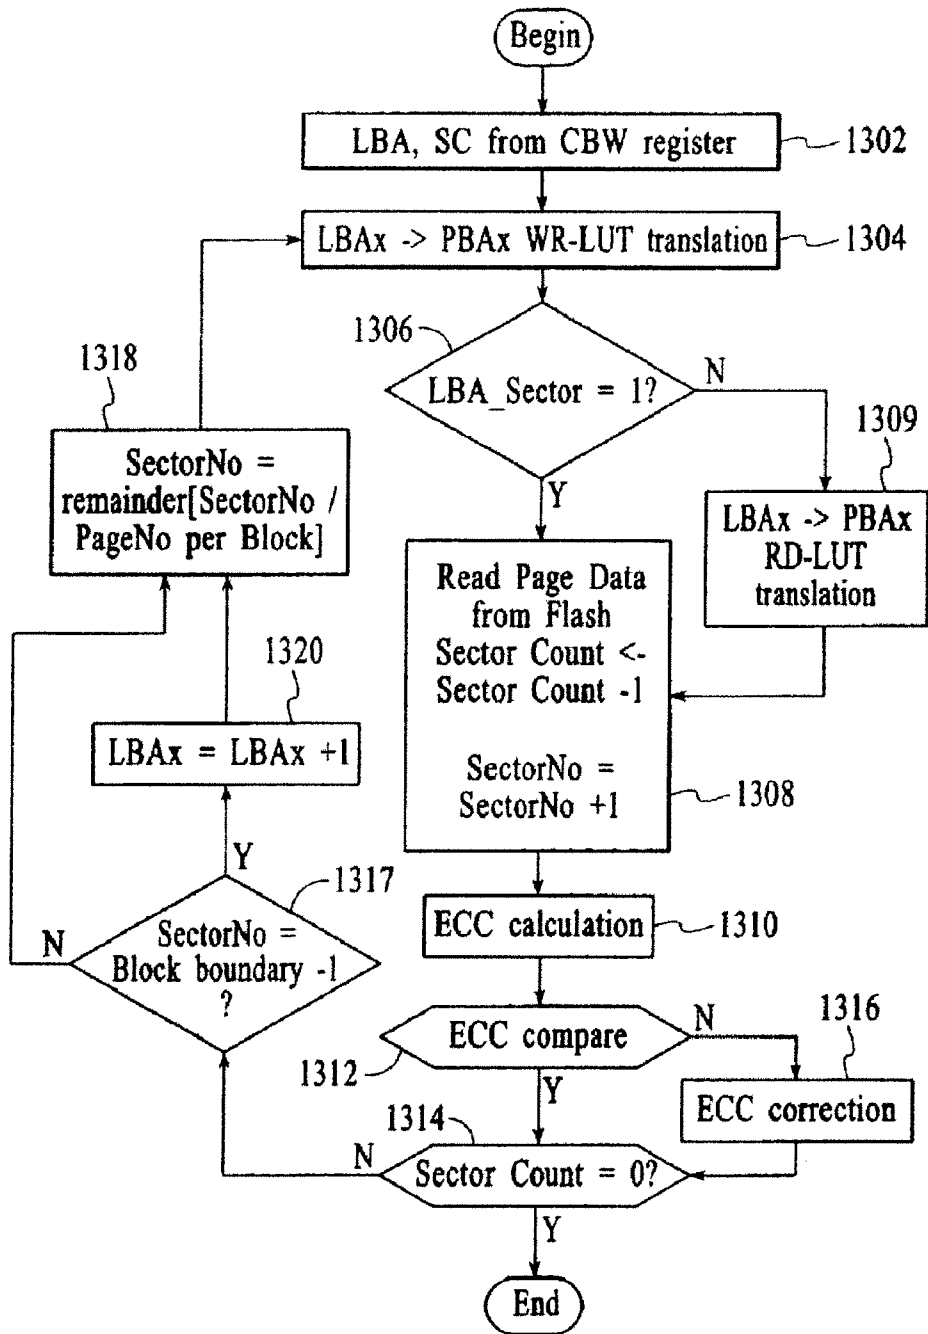 Begin
LBA, SC from CBW register
1302
LBAx -> PBAx WR-LUT translation
1304
1306
LBA_Sector = 1?
N
Y
1318
SectorNo =
remainder[SectorNo /
PageNo per Block]
1309
LBAx -> PBAx
RD-LUT
translation
Read Page Data
from Flash
Sector Count <-
Sector Count -1
SectorNo =
SectorNo +1
1308
1320
LBAx = LBAx +1
Y
1317
N
SectorNo =
Block boundary -1
?
ECC calculation
1310
ECC compare
1312
N
Y
1316
ECC correction
1314
N
Sector Count = 0?
Y
End